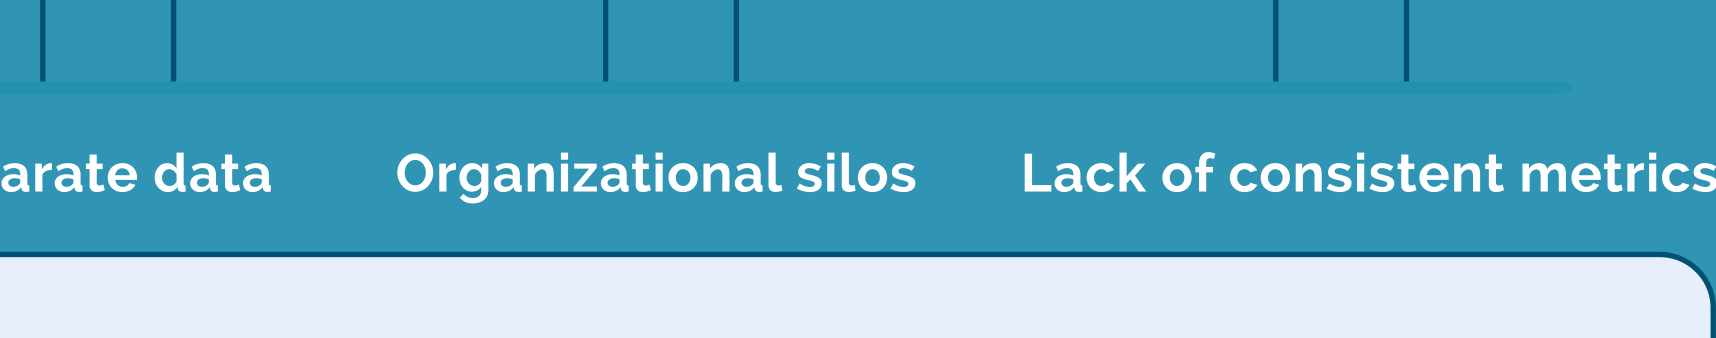 arate data
Organizational silos
Lack of consistent metrics